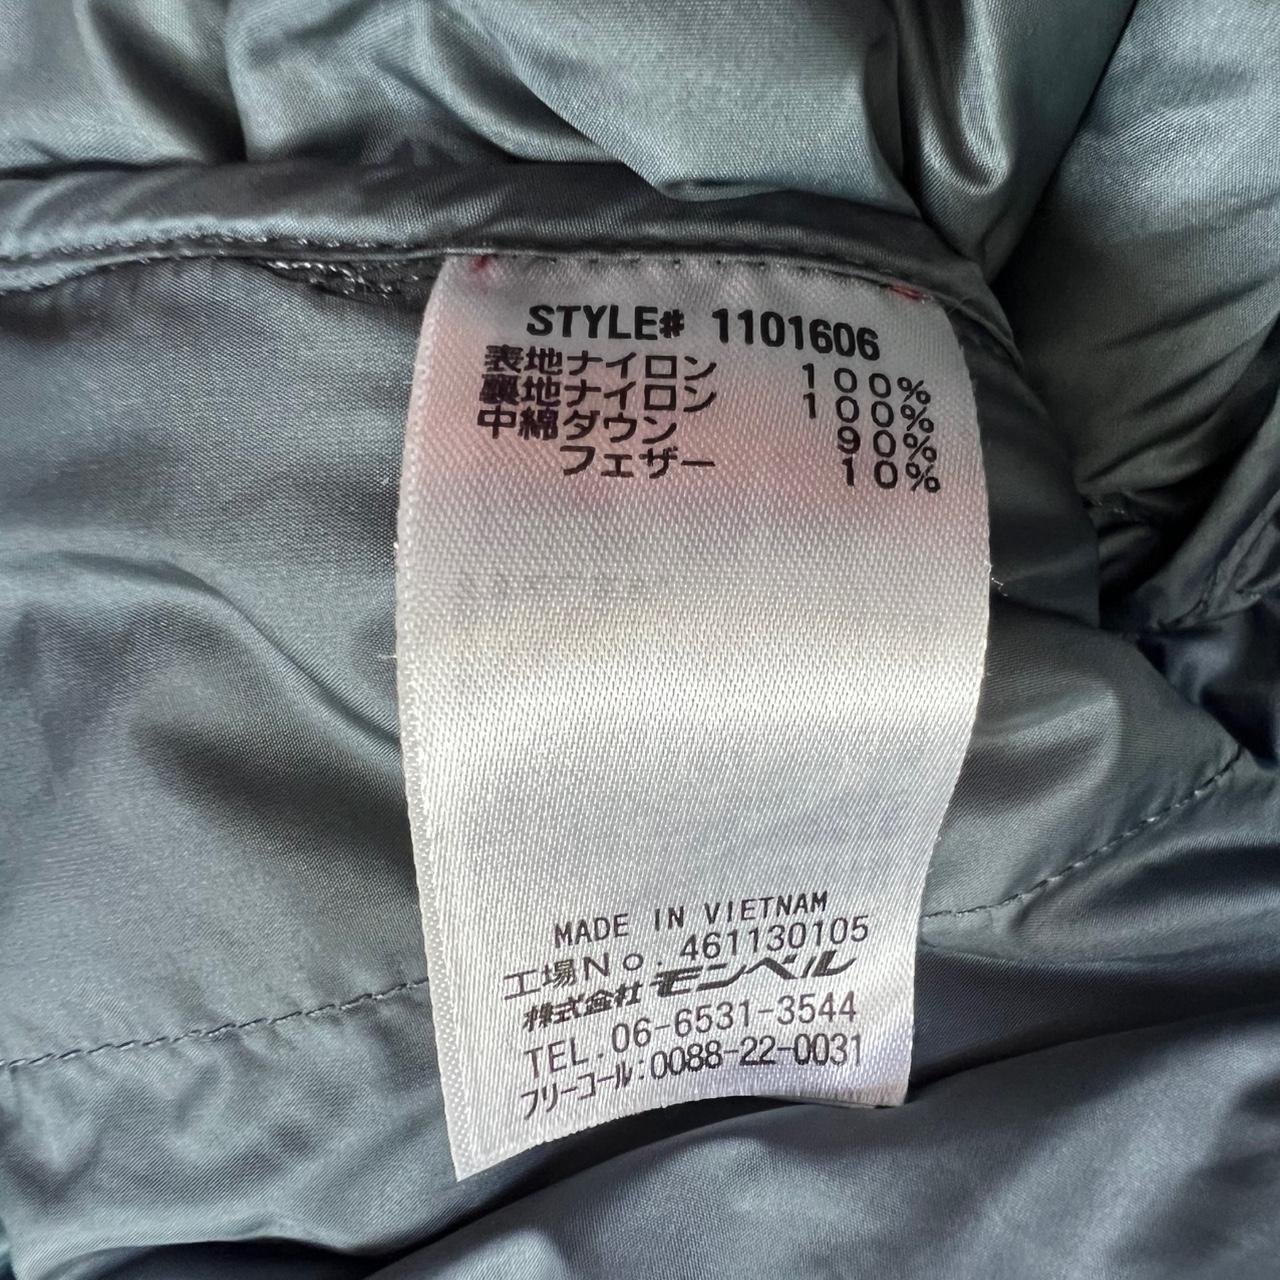 STYLE# 1101606
表地ナイロン 100%
裏地ナイロン 100%
中綿ダウン 90%
フェザー 10%
MADE IN VIETNAM
工場No.461130105
株式会社モンベル
TEL.06-6531-3544
フリーコール:0088-22-0031